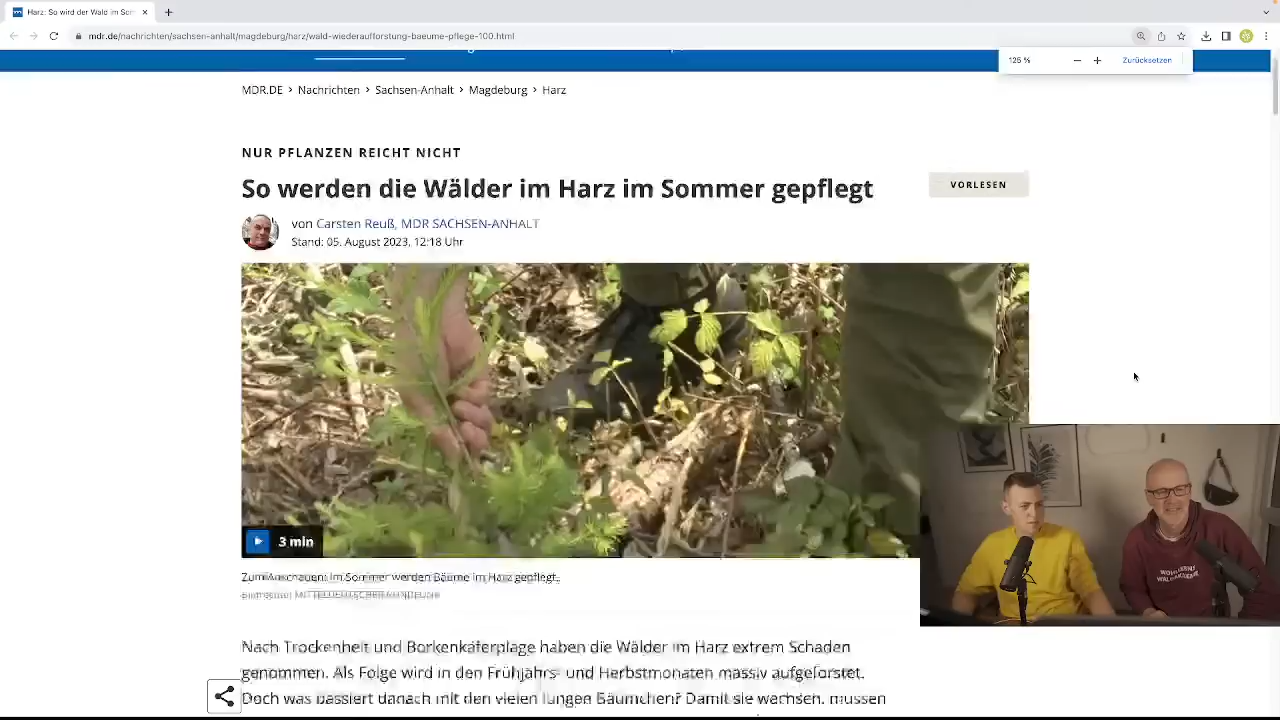 Harz: So wird der Wald im Som
mdr.de/nachrichten/sachsen-anhalt/magdeburg/harz/wald-wiederaufforstung-baeume-pflege-100.html
125 %
Zurücksetzen
MDR.DE > Nachrichten > Sachsen-Anhalt > Magdeburg > Harz
NUR PFLANZEN REICHT NICHT
So werden die Wälder im Harz im Sommer gepflegt
VORLESEN
von Carsten Reuß, MDR SACHSEN-ANHALT
Stand: 05. August 2023, 12:18 Uhr
3 min
Im Sommer werden Bäume im Harz gepflegt.
Nach Trockenheit und Borkenkäferplage haben die Wälder im Harz extrem Schaden
genommen. Als Folge wird in den Frühjahrs- und Herbstmonaten massiv aufgeforstet.
Doch was passiert danach mit den vielen jungen Bäumchen? Damit sie wachsen, müssen